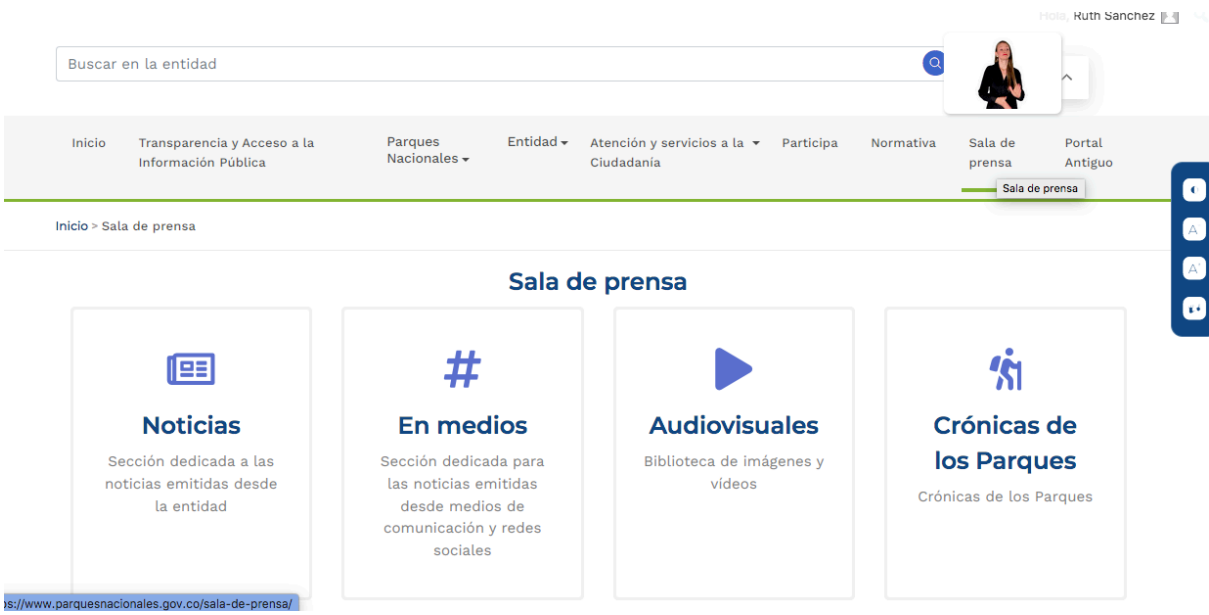 Hola, Ruth Sanchez
Buscar en la entidad
Inicio
Transparencia y Acceso a la
Información Pública
Parques
Nacionales
Entidad
Atención y servicios a la
Ciudadanía
Participa
Normativa
Sala de
prensa
Portal
Antiguo
Sala de prensa
Inicio > Sala de prensa
A
A
Sala de prensa
Noticias
Sección dedicada a las
noticias emitidas desde
la entidad
#
En medios
Sección dedicada para
las noticias emitidas
desde medios de
comunicación y redes
sociales
Audiovisuales
Biblioteca de imágenes y
vídeos
Crónicas de
los Parques
Crónicas de los Parques
ps://www.parquesnacionales.gov.co/sala-de-prensa/